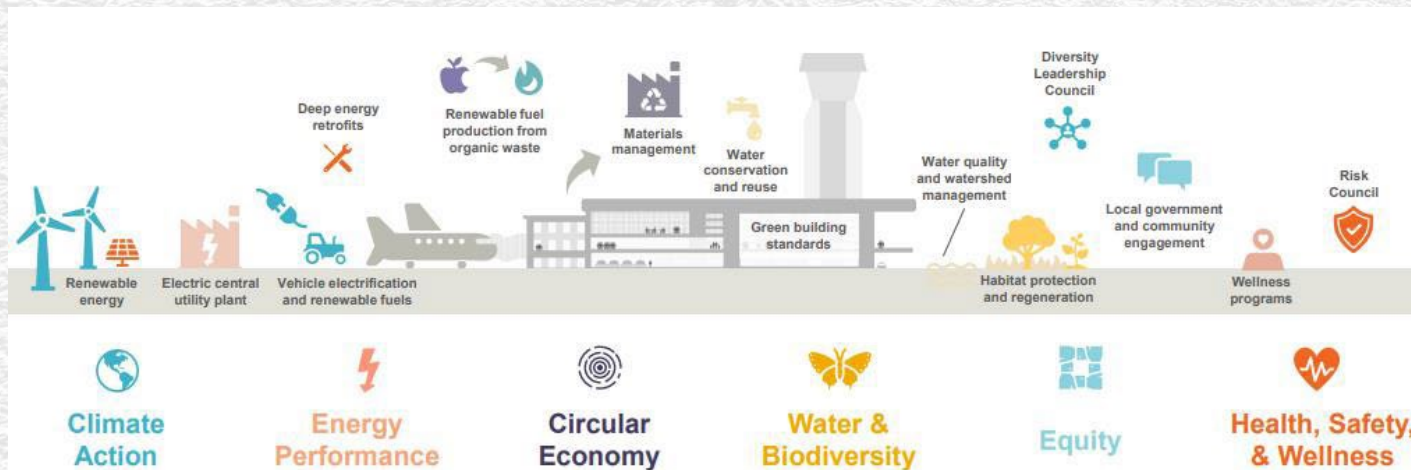 Deep energy
retrofits
Renewable fuel
production from
organic waste
Materials
management
Water
conservation
and reuse
Green building
standards
Water quality
and watershed
management
Diversity
Leadership
Council
Local government
and community
engagement
Risk
Council
Renewable
energy
Electric central
utility plant
Vehicle electrification
and renewable fuels
Habitat protection
and regeneration
Wellness
programs
Climate
Action
Energy
Performance
Circular
Economy
Water &
Biodiversity
Equity
Health, Safety,
& Wellness